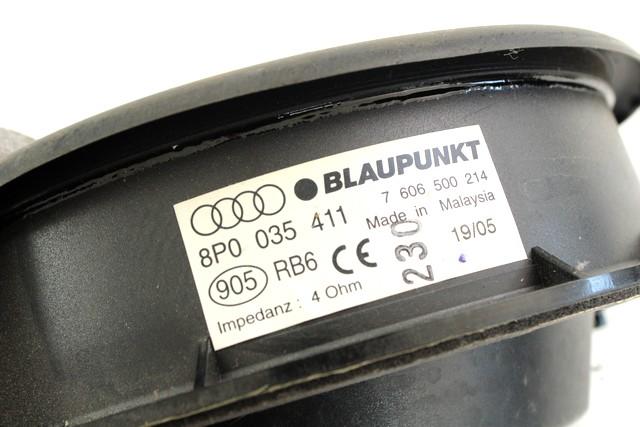 BLAUPUNKT
8P0 035 411 7 606 500 214
Made in Malaysia
905 RB6 CE 230 19/05
Impedanz : 4 Ohm